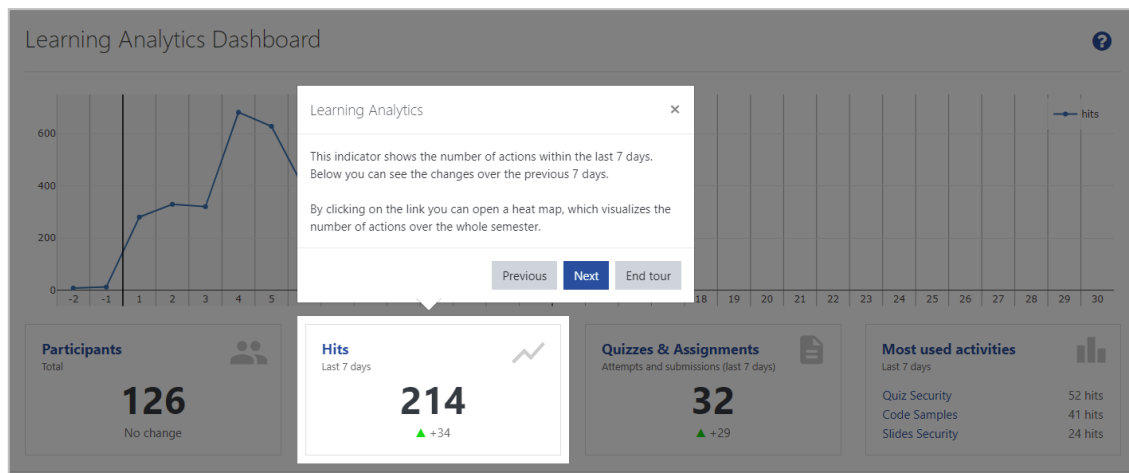 Learning Analytics Dashboard
?
Learning Analytics
×
This indicator shows the number of actions within the last 7 days.
Below you can see the changes over the previous 7 days.
By clicking on the link you can open a heat map, which visualizes the
number of actions over the whole semester.
Previous Next End tour
hits
600
400
200
0
-2 -1 1 2 3 4 5 18 19 20 21 22 23 24 25 26 27 28 29 30
Participants
Total
126
No change
Hits
Last 7 days
214
+34
Quizzes & Assignments
Attempts and submissions (last 7 days)
32
+29
Most used activities
Last 7 days
Quiz Security 52 hits
Code Samples 41 hits
Slides Security 24 hits